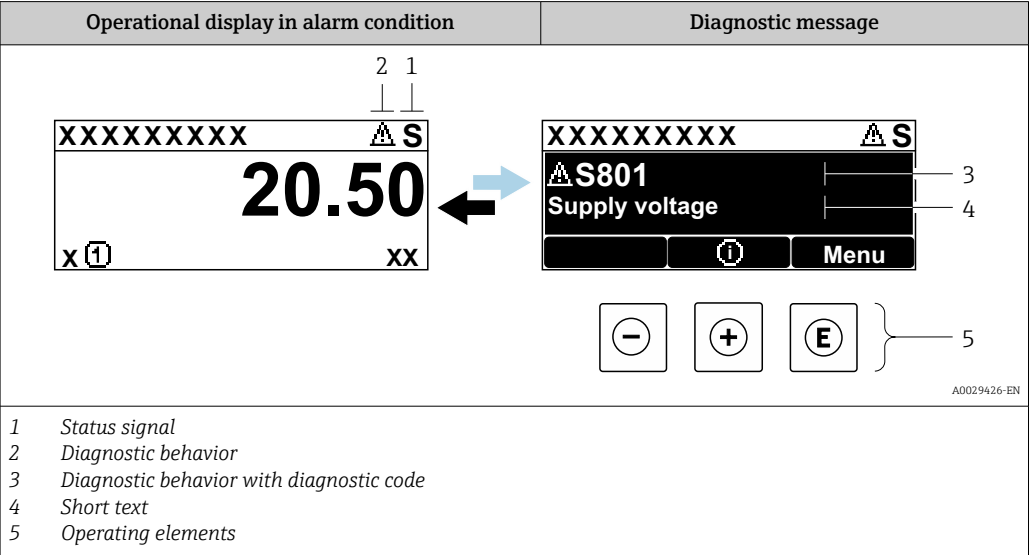 Operational display in alarm condition Diagnostic message
2 1
XXXXXXXXX S XXXXXXXXX S
20.50
S801 3
Supply voltage 4
X 1 XX
i Menu
− + E 5
A0029426-EN
1 Status signal
2 Diagnostic behavior
3 Diagnostic behavior with diagnostic code
4 Short text
5 Operating elements